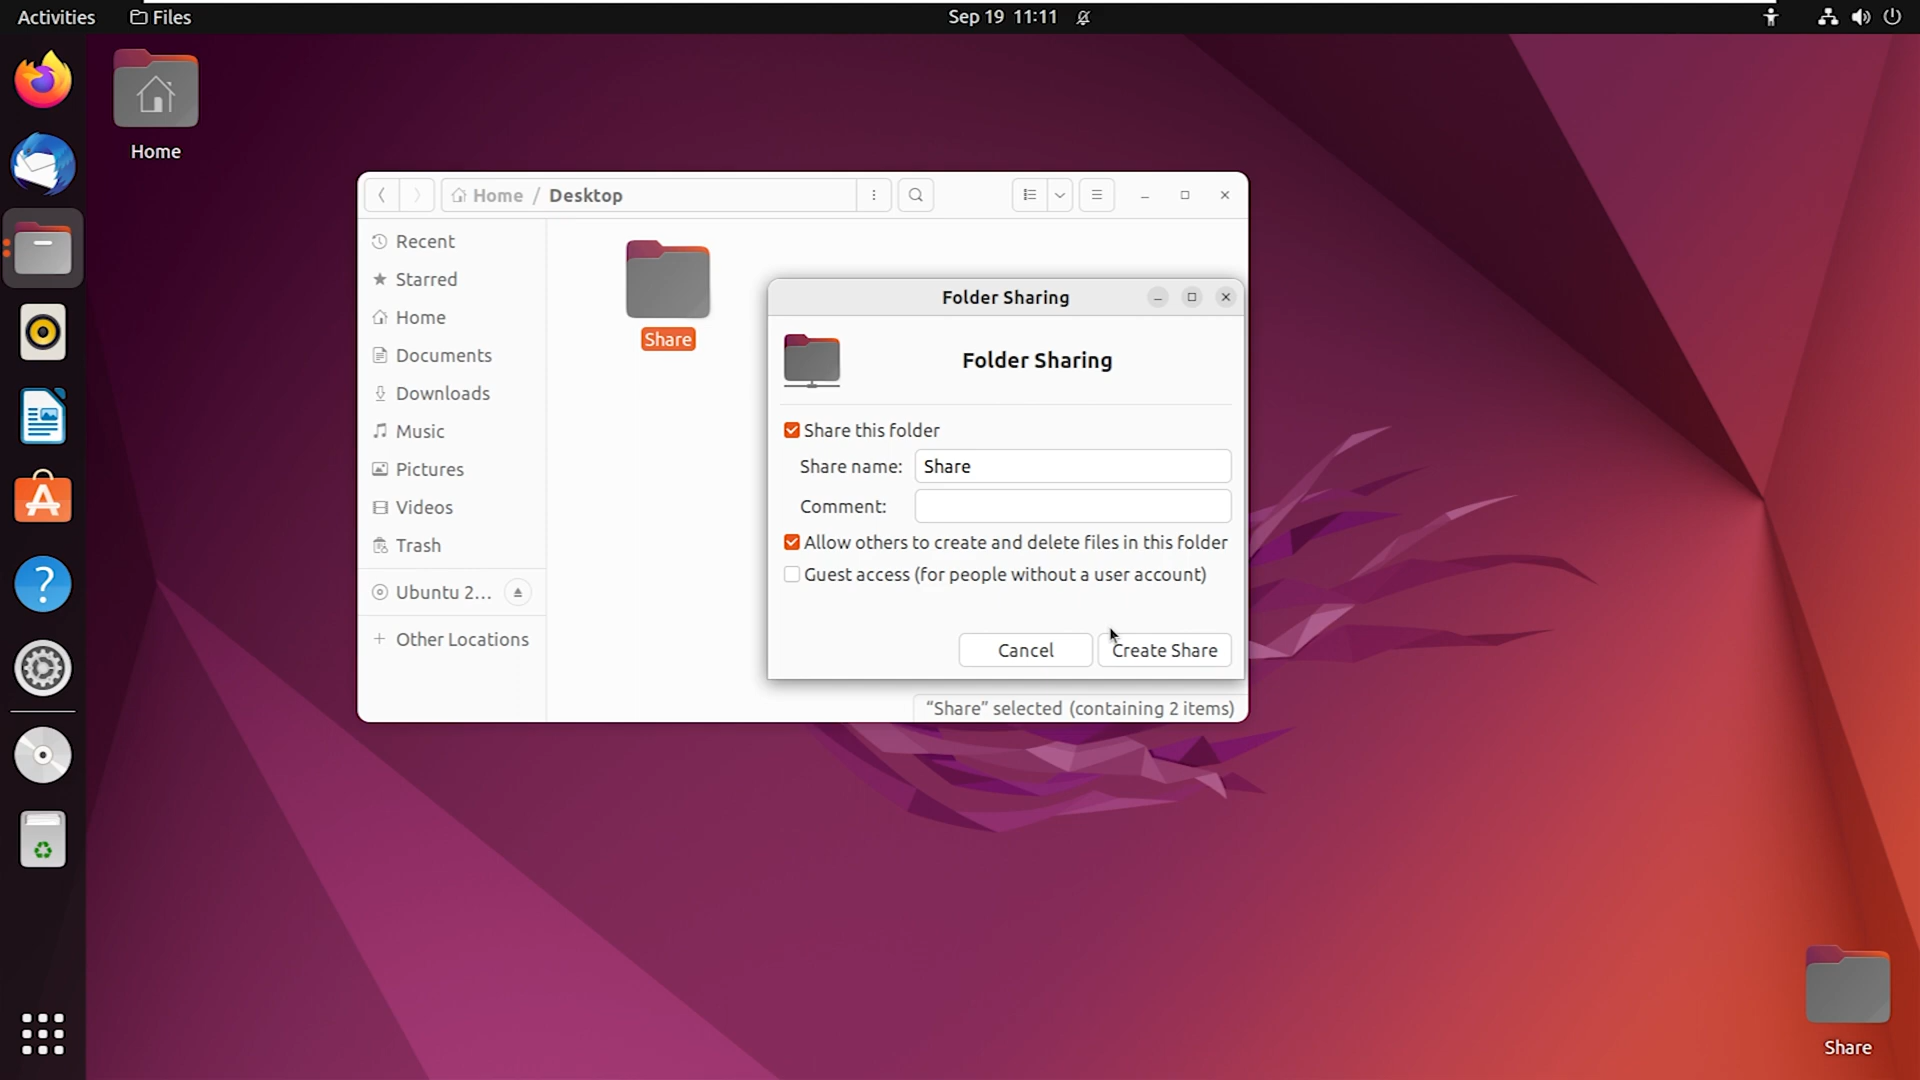 Activities
Files
Sep 19 11:11
Home
Home / Desktop
Recent
Starred
Home
Documents
Downloads
Music
Pictures
Videos
Trash
Ubuntu 2...
+ Other Locations
Share
Folder Sharing
Folder Sharing
Share this folder
Share name: Share
Comment:
Allow others to create and delete files in this folder
Guest access (for people without a user account)
Cancel
Create Share
“Share” selected (containing 2 items)
Share